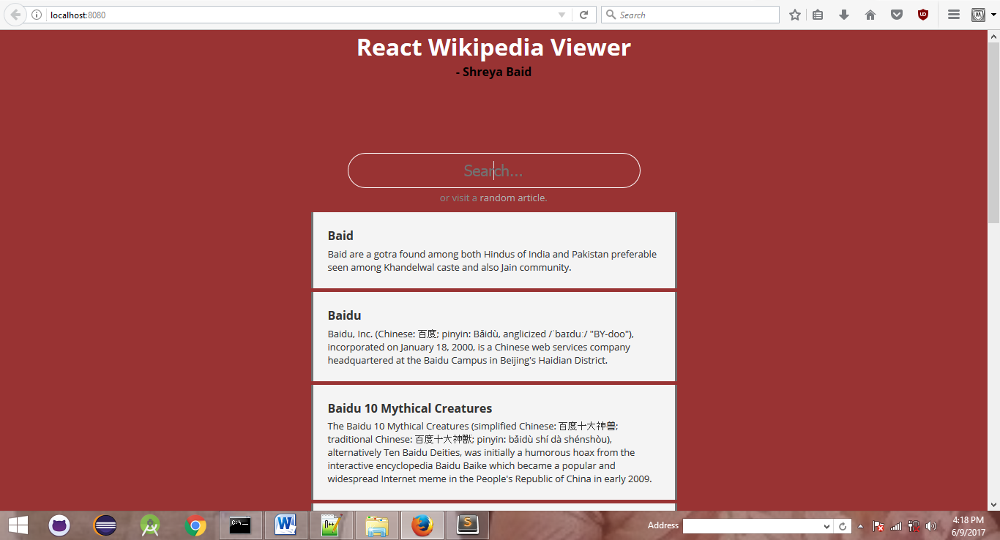 localhost:8080
Search
React Wikipedia Viewer
- Shreya Baid
Search...
or visit a random article.
Baid
Baid are a gotra found among both Hindus of India and Pakistan preferable
seen among Khandelwal caste and also Jain community.
Baidu
Baidu, Inc. (Chinese: 百度; pinyin: Bǎidù, anglicized /ˈbaɪduː/ "BY-doo"),
incorporated on January 18, 2000, is a Chinese web services company
headquartered at the Baidu Campus in Beijing's Haidian District.
Baidu 10 Mythical Creatures
The Baidu 10 Mythical Creatures (simplified Chinese: 百度十大神兽;
traditional Chinese: 百度十大神獸; pinyin: bǎidù shí dà shénshòu),
alternatively Ten Baidu Deities, was initially a humorous hoax from the
interactive encyclopedia Baidu Baike which became a popular and
widespread Internet meme in the People's Republic of China in early 2009.
Address
4:18 PM
6/9/2017